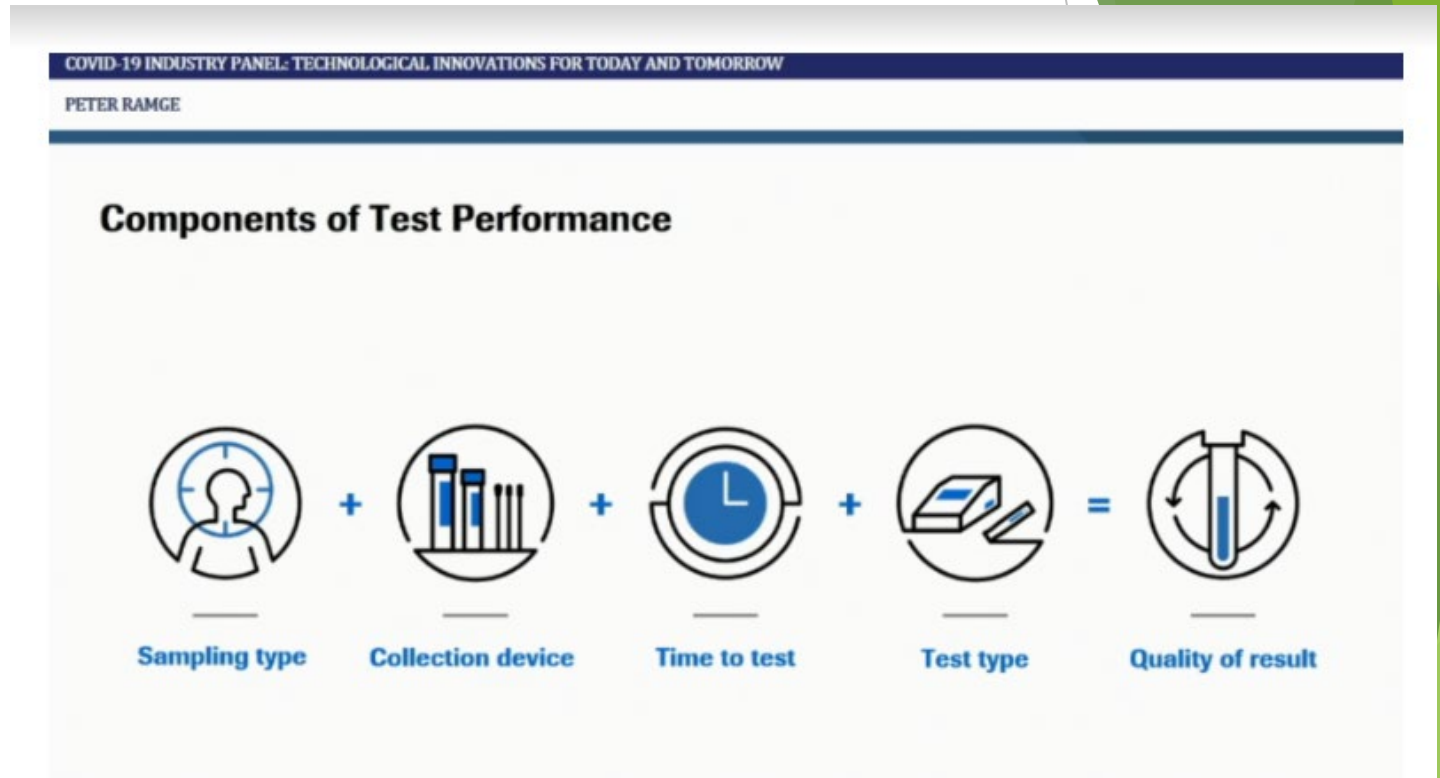 COVID-19 INDUSTRY PANEL: TECHNOLOGICAL INNOVATIONS FOR TODAY AND TOMORROW
PETER RAMGE
Components of Test Performance
+ + + =
Sampling type Collection device Time to test Test type Quality of result